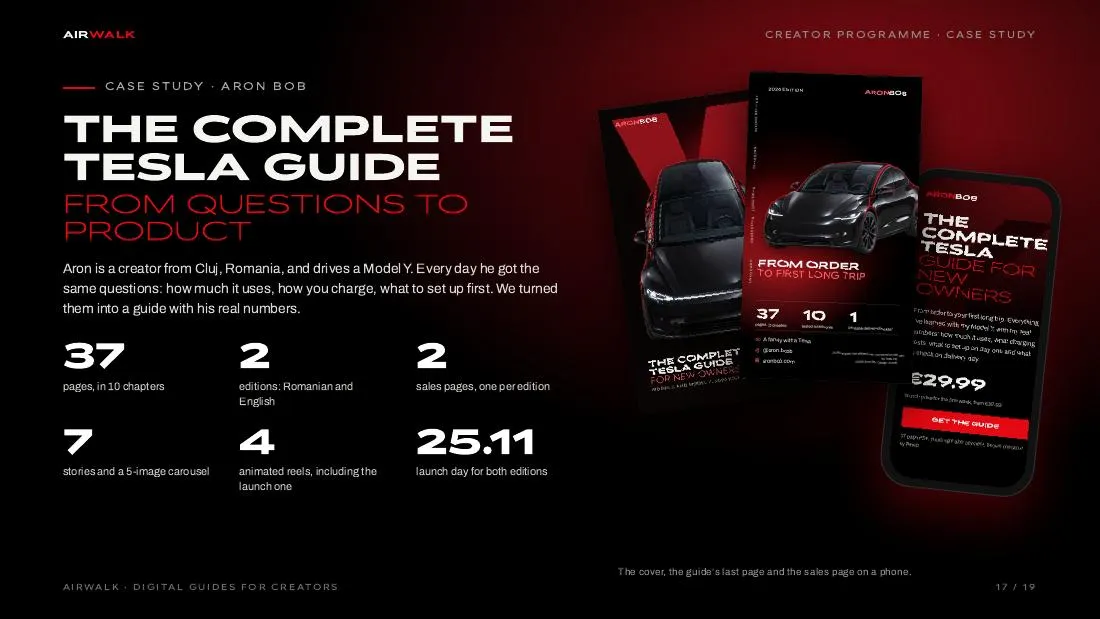 AIRWALK
CREATOR PROGRAMME · CASE STUDY
CASE STUDY · ARON BOB
THE COMPLETE
TESLA GUIDE
FROM QUESTIONS TO
PRODUCT
Aron is a creator from Cluj, Romania, and drives a Model Y. Every day he got the
same questions: how much it uses, how you charge, what to set up first. We turned
them into a guide with his real numbers.
37
pages, in 10 chapters
2
editions: Romanian and
English
2
sales pages, one per edition
7
stories and a 5-image carousel
4
animated reels, including the
launch one
25.11
launch day for both editions
ARONBOB
THE COMPLETE
TESLA GUIDE
FOR NEW OWNERS
2026 EDITION
ARONBOB
FROM ORDER
TO FIRST LONG TRIP
37
10
1
A family with a Tesla
@aron.bob
aronbob.com
ARONBOB
THE
COMPLETE
TESLA
GUIDE FOR
NEW
OWNERS
€29.99
GET THE GUIDE
The cover, the guide's last page and the sales page on a phone.
AIRWALK · DIGITAL GUIDES FOR CREATORS
17 / 19